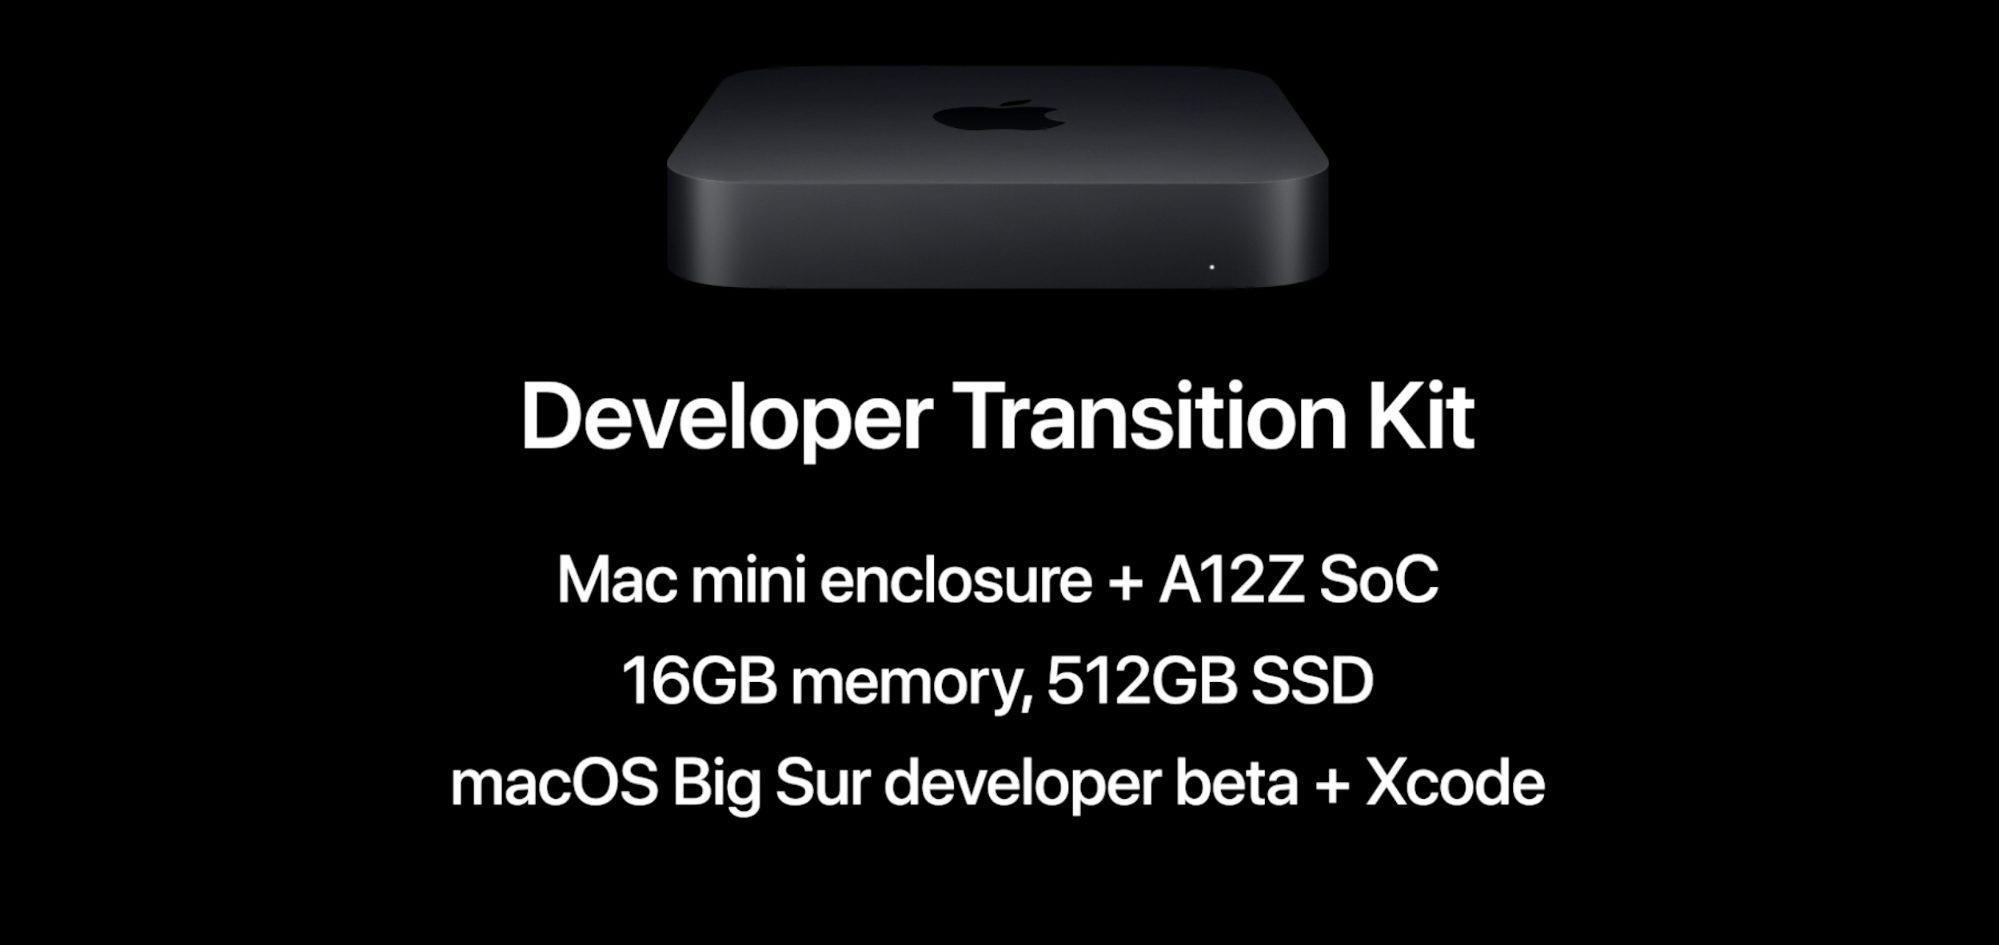 Developer Transition Kit
Mac mini enclosure + A12Z SoC
16GB memory, 512GB SSD
macOS Big Sur developer beta + Xcode